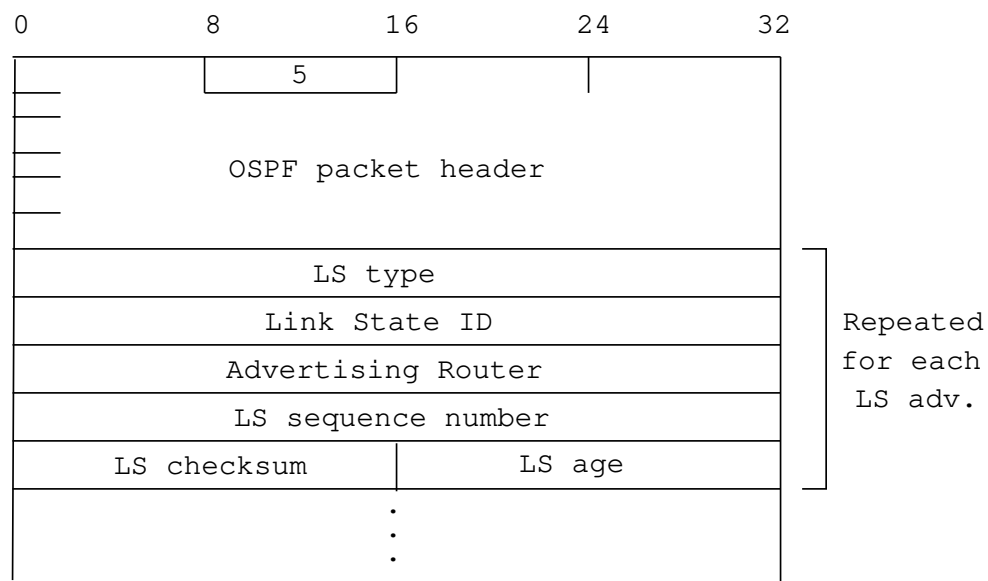 0 8 16 24 32
5
OSPF packet header
LS type
Link State ID
Advertising Router
LS sequence number
LS checksum LS age
Repeated
for each
LS adv.